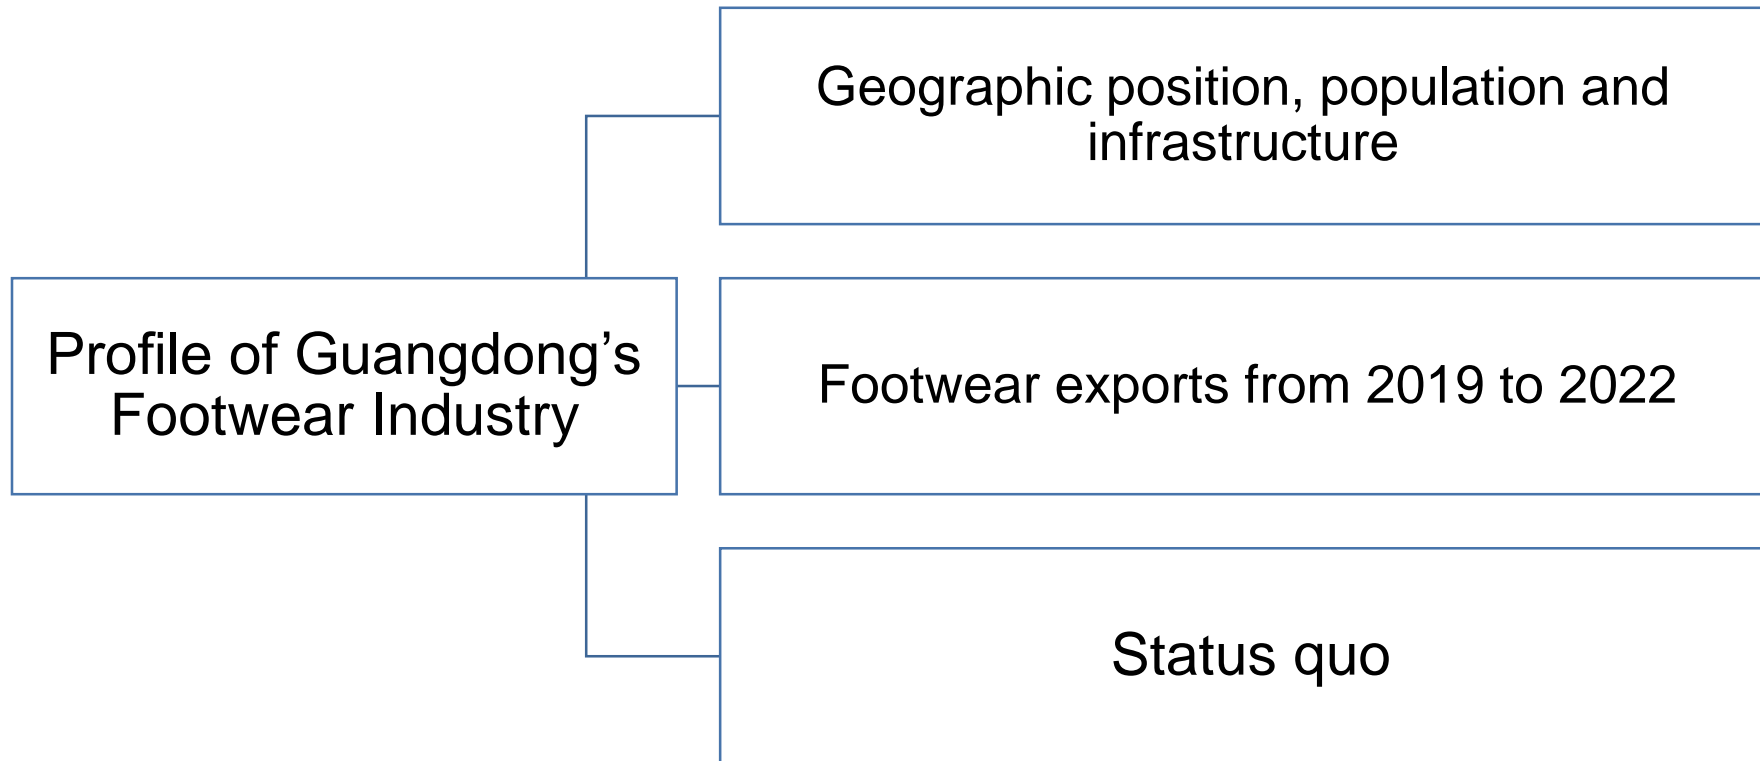 Geographic position, population and
infrastructure
Profile of Guangdong’s
Footwear Industry
Footwear exports from 2019 to 2022
Status quo